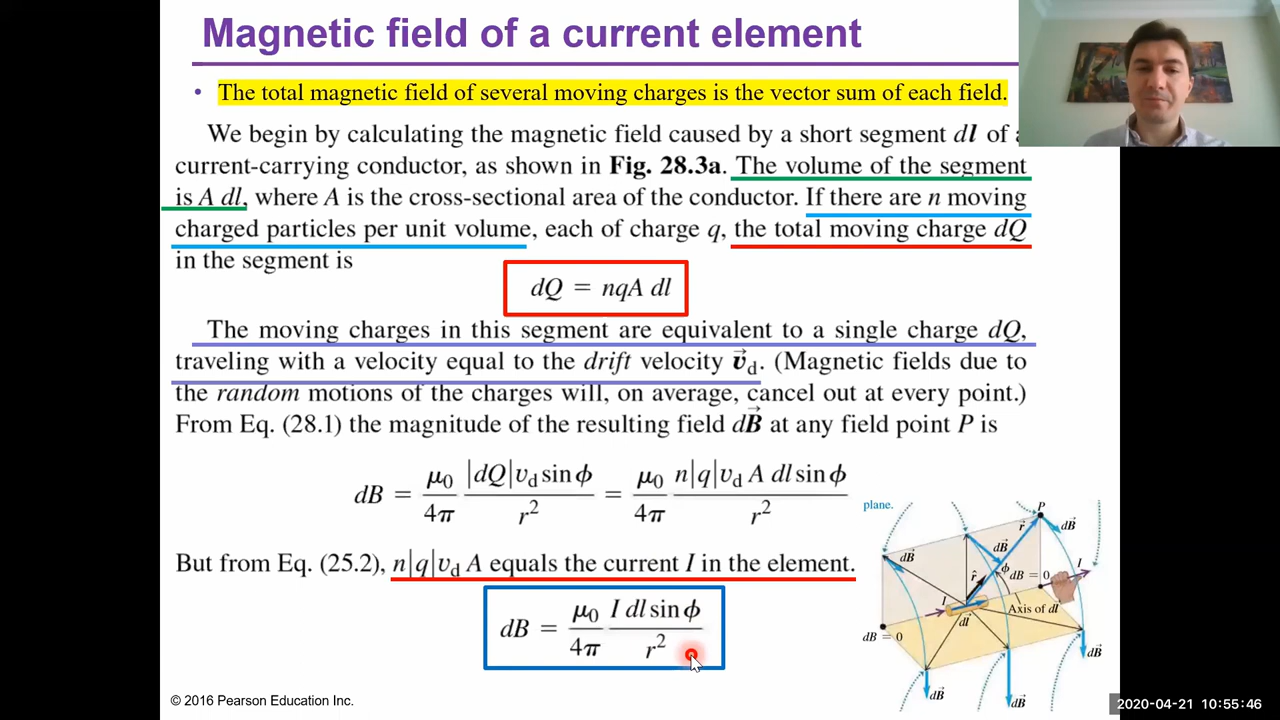 Magnetic field of a current element
• The total magnetic field of several moving charges is the vector sum of each field.
We begin by calculating the magnetic field caused by a short segment dl of
current-carrying conductor, as shown in Fig. 28.3a. The volume of the segment
is A dl, where A is the cross-sectional area of the conductor. If there are n moving
charged particles per unit volume, each of charge q, the total moving charge dQ
in the segment is
dQ = nqA dl
The moving charges in this segment are equivalent to a single charge dQ,
traveling with a velocity equal to the drift velocity v⃗d. (Magnetic fields due to
the random motions of the charges will, on average, cancel out at every point.)
From Eq. (28.1) the magnitude of the resulting field dB⃗ at any field point P is
dB = μ0/4π |dQ|vd sin ϕ/r² = μ0/4π n|q|vd A dl sin ϕ/r²
But from Eq. (25.2), n|q|vd A equals the current I in the element.
dB = μ0/4π I dl sin ϕ/r²
plane.
P
r⃗
dB⃗
dB⃗
dB⃗
ϕ
r̂
dB = 0
I
I
Axis of dl⃗
dl⃗
dB = 0
dB⃗
dB⃗
dB⃗
© 2016 Pearson Education Inc.
2020-04-21 10:55:46